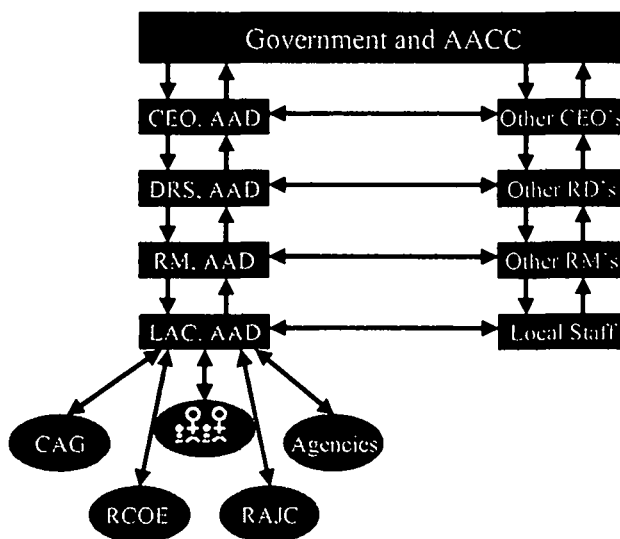 Government and AACC
CEO, AAD
Other CEO's
DRS, AAD
Other RD's
RM, AAD
Other RM's
LAC, AAD
Local Staff
CAG
Agencies
RCOE
RAJC